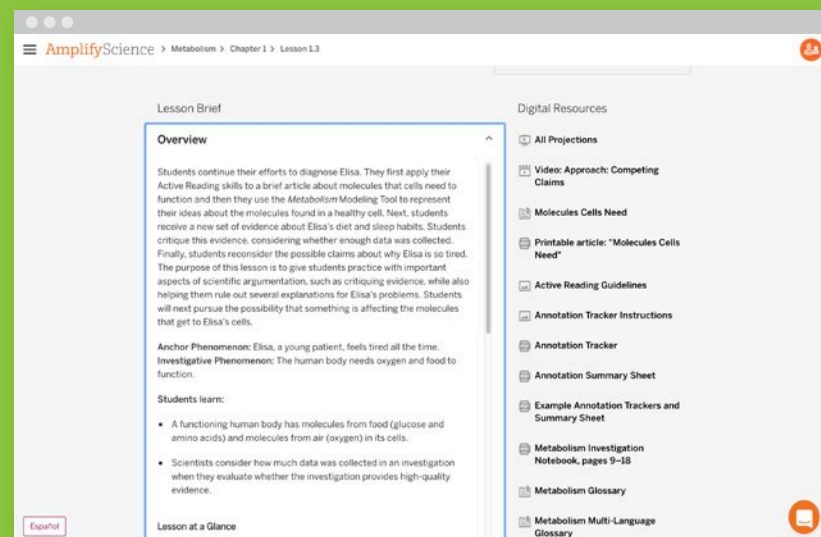 AmplifyScience > Metabolism > Chapter 1 > Lesson 1.3
Lesson Brief
Overview
Students continue their efforts to diagnose Elisa. They first apply their
Active Reading skills to a brief article about molecules that cells need to
function and then they use the Metabolism Modeling Tool to represent
their ideas about the molecules found in a healthy cell. Next, students
receive a new set of evidence about Elisa's diet and sleep habits. Students
critique this evidence, considering whether enough data was collected.
Finally, students reconsider the possible claims about why Elisa is so tired.
The purpose of this lesson is to give students practice with important
aspects of scientific argumentation, such as critiquing evidence, while also
helping them rule out several explanations for Elisa's problems. Students
will next pursue the possibility that something is affecting the molecules
that get to Elisa's cells.
Anchor Phenomenon: Elisa, a young patient, feels tired all the time.
Investigative Phenomenon: The human body needs oxygen and food to
function.
Students learn:
• A functioning human body has molecules from food (glucose and
amino acids) and molecules from air (oxygen) in its cells.
• Scientists consider how much data was collected in an investigation
when they evaluate whether the investigation provides high-quality
evidence.
Lesson at a Glance
Digital Resources
All Projections
Video: Approach: Competing
Claims
Molecules Cells Need
Printable article: "Molecules Cells
Need"
Active Reading Guidelines
Annotation Tracker Instructions
Annotation Tracker
Annotation Summary Sheet
Example Annotation Trackers and
Summary Sheet
Metabolism Investigation
Notebook, pages 9–18
Metabolism Glossary
Metabolism Multi-Language
Glossary
Español